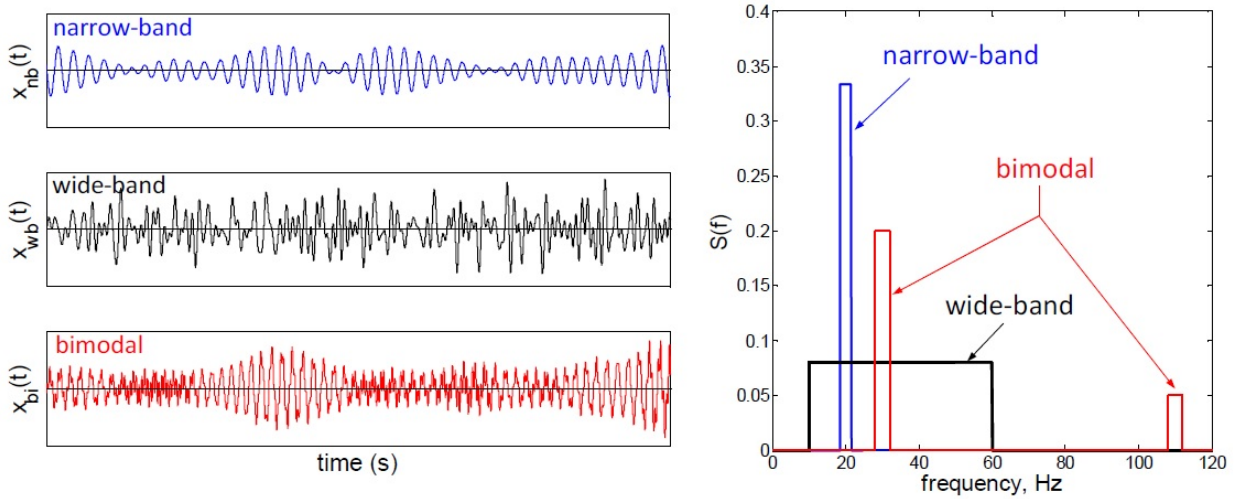 narrow-band
x_nb(t)
wide-band
x_wb(t)
bimodal
x_bi(t)
time (s)
0.4
0.35
0.3
0.25
0.2
0.15
0.1
0.05
0
S(f)
narrow-band
bimodal
wide-band
0 20 40 60 80 100 120
frequency, Hz